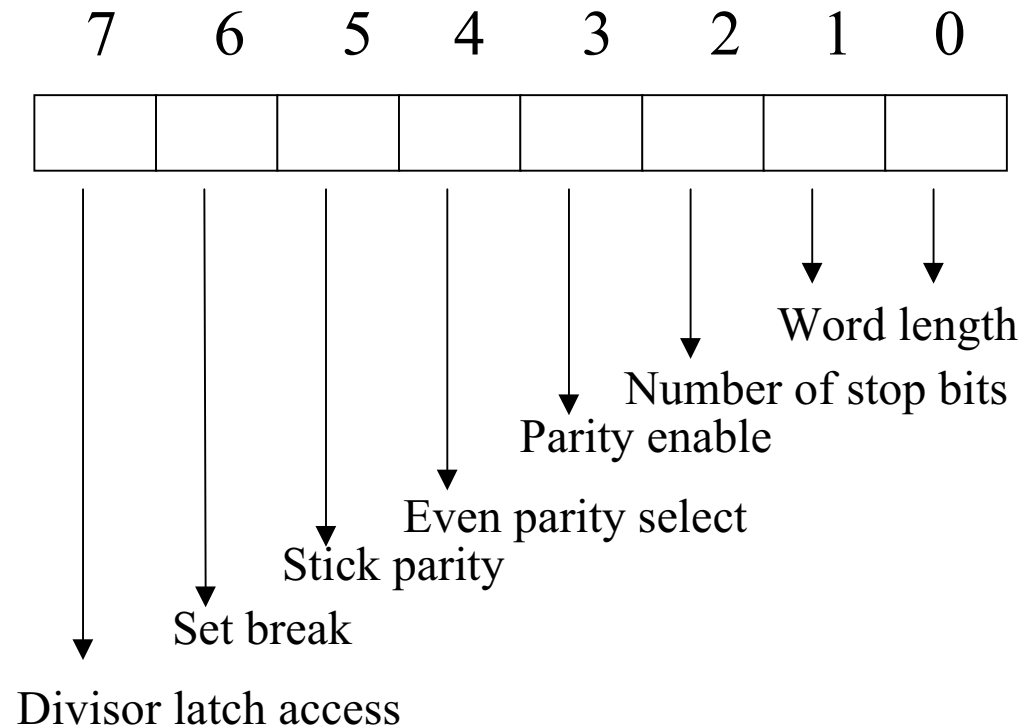 7 6 5 4 3 2 1 0
Word length
Number of stop bits
Parity enable
Even parity select
Stick parity
Set break
Divisor latch access